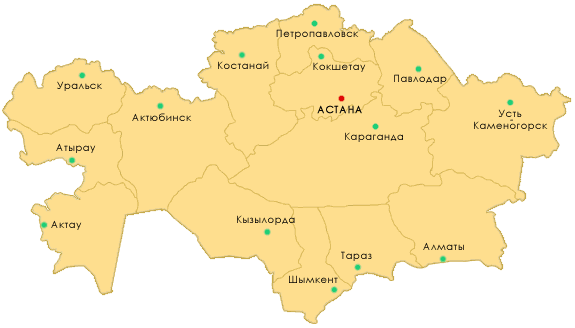 Петропавловск
Костанай
Кокшетау
Павлодар
Уральск
Актюбинск
АСТАНА
Усть
Каменогорск
Караганда
Атырау
Актау
Кызылорда
Алматы
Тараз
Шымкент